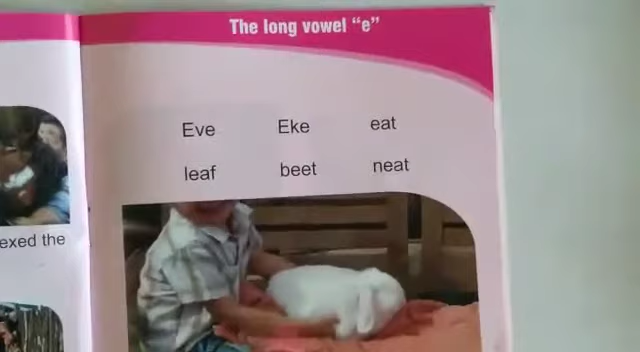 The long vowel "e"
Eve Eke eat
leaf beet neat
exed the